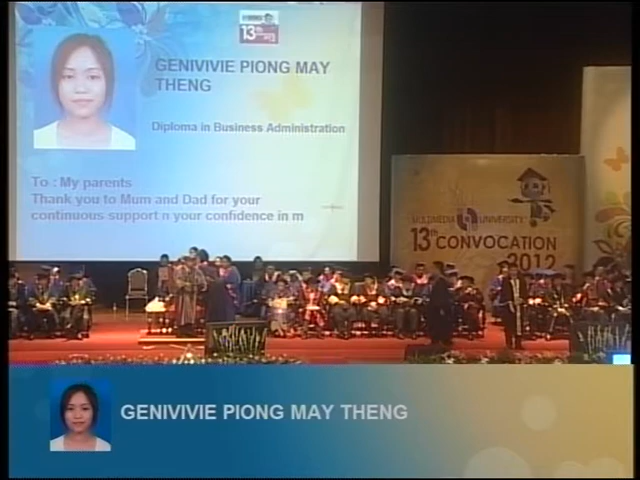 13th
GENIVIVIE PIONG MAY
THENG
Diploma in Business Administration
To : My parents
Thank you to Mum and Dad for your
continuous support n your confidence in m
MULTIMEDIA UNIVERSITY
13th CONVOCATION
2012
GENIVIVIE PIONG MAY THENG